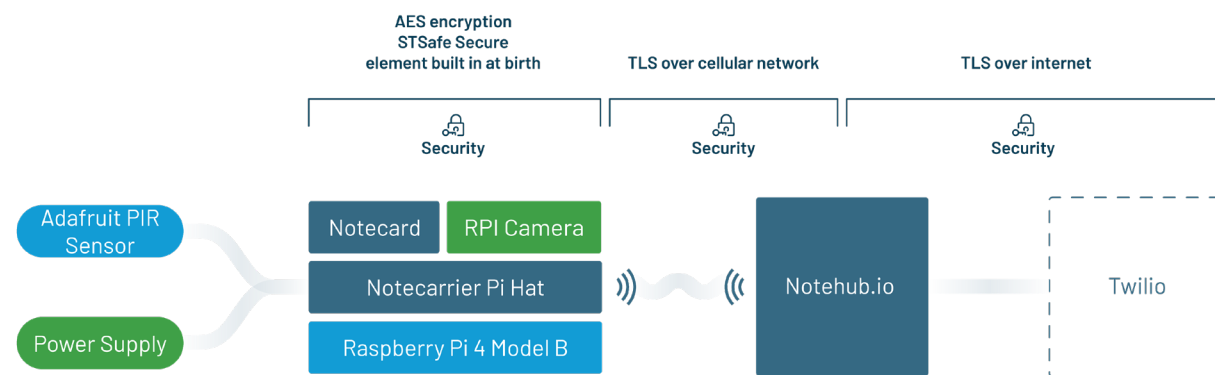 AES encryption
STSafe Secure
element built in at birth
TLS over cellular network
TLS over internet
Security
Security
Security
Adafruit PIR
Sensor
Notecard
RPI Camera
Notecarrier Pi Hat
Notehub.io
Twilio
Power Supply
Raspberry Pi 4 Model B